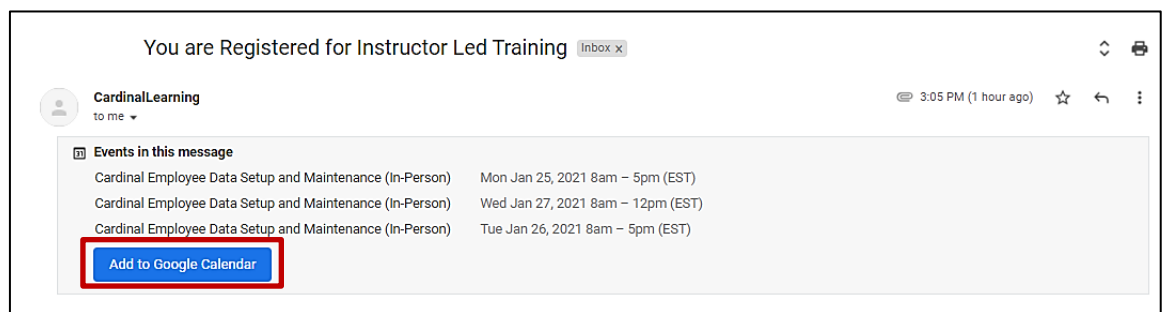 You are Registered for Instructor Led Training Inbox x
CardinalLearning 3:05 PM (1 hour ago)
to me
31 Events in this message
Cardinal Employee Data Setup and Maintenance (In-Person) Mon Jan 25, 2021 8am – 5pm (EST)
Cardinal Employee Data Setup and Maintenance (In-Person) Wed Jan 27, 2021 8am – 12pm (EST)
Cardinal Employee Data Setup and Maintenance (In-Person) Tue Jan 26, 2021 8am – 5pm (EST)
Add to Google Calendar